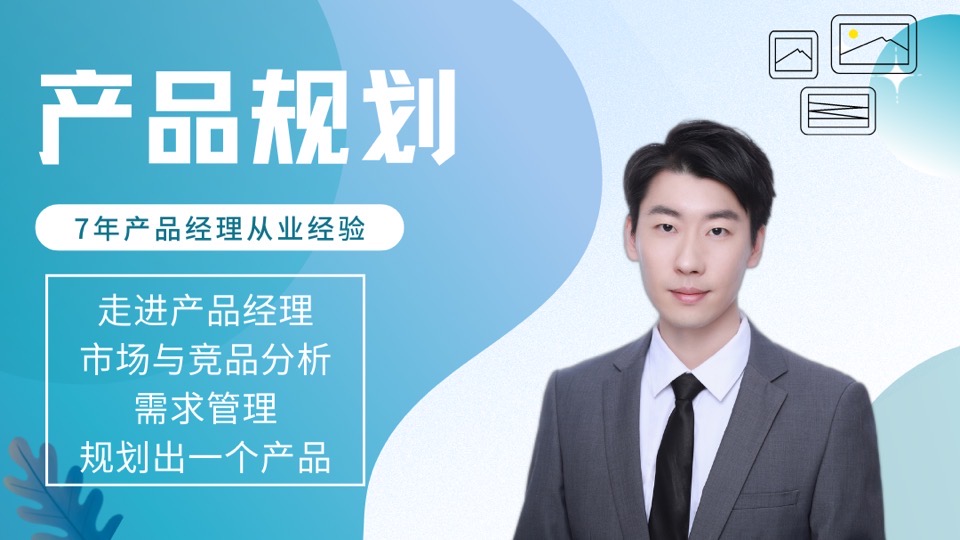 产品规划
7年产品经理从业经验
走进产品经理
市场与竞品分析
需求管理
规划出一个产品